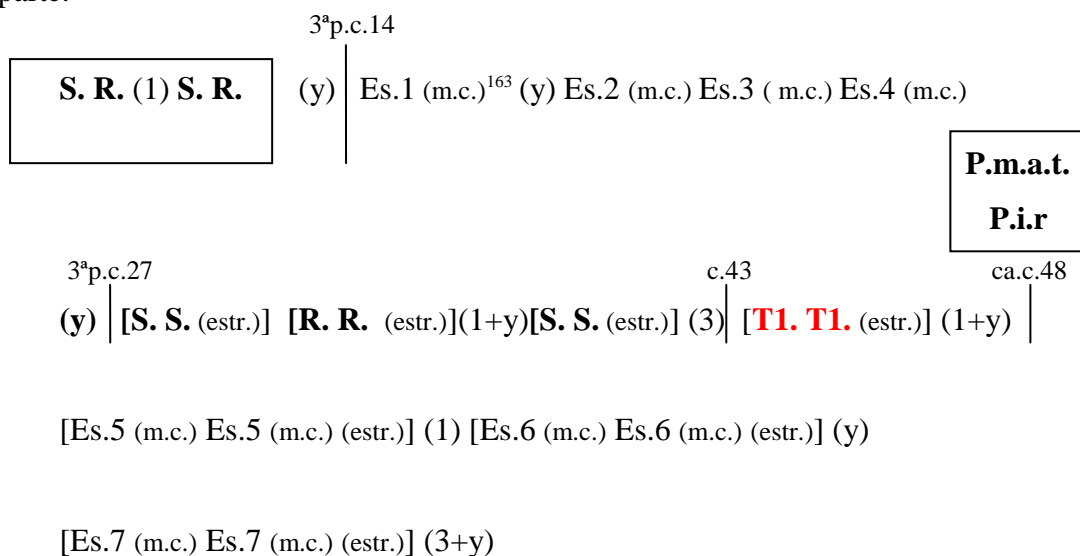 parte.
3ªp.c.14
S. R. (1) S. R. (y) Es.1 (m.c.)163 (y) Es.2 (m.c.) Es.3 ( m.c.) Es.4 (m.c.)
P.m.a.t.
P.i.r
3ªp.c.27 c.43 ca.c.48
(y) [S. S. (estr.)] [R. R. (estr.)](1+y)[S. S. (estr.)] (3) [T1. T1. (estr.)] (1+y)
[Es.5 (m.c.) Es.5 (m.c.) (estr.)] (1) [Es.6 (m.c.) Es.6 (m.c.) (estr.)] (y)
[Es.7 (m.c.) Es.7 (m.c.) (estr.)] (3+y)